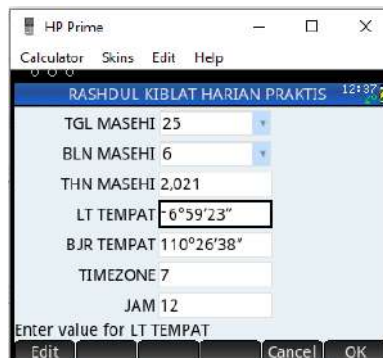 HP Prime
Calculator Skins Edit Help
RASHDUL KIBLAT HARIAN PRAKTIS 12:37
TGL MASEHI 25
BLN MASEHI 6
THN MASEHI 2,021
LT TEMPAT -6°59'23"
BJR TEMPAT 110°26'38"
TIMEZONE 7
JAM 12
Enter value for LT TEMPAT
Edit Cancel OK